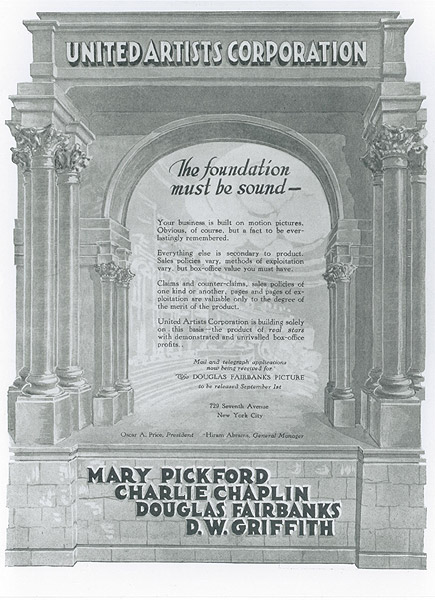 UNITED ARTISTS CORPORATION
The foundation
must be sound—
Your business is built on motion pictures.
Obvious, of course, but a fact to be ever-
lastingly remembered.
Everything else is secondary to product.
Sales policies vary, methods of exploitation
vary, but box-office value you must have.
Claims and counter-claims, sales policies of
one kind or another, pages and pages of ex-
ploitation are valuable only to the degree
of the merit of the product.
United Artists Corporation is building solely
on this basis—the product of real stars
with demonstrated and unrivalled box-office
profits.
Mail and telegraph applications
now being received for
The DOUGLAS FAIRBANKS PICTURE
to be released September 1st
729 Seventh Avenue
New York City
Oscar A. Price, President Hiram Abrams, General Manager
MARY PICKFORD
CHARLIE CHAPLIN
DOUGLAS FAIRBANKS
D.W. GRIFFITH